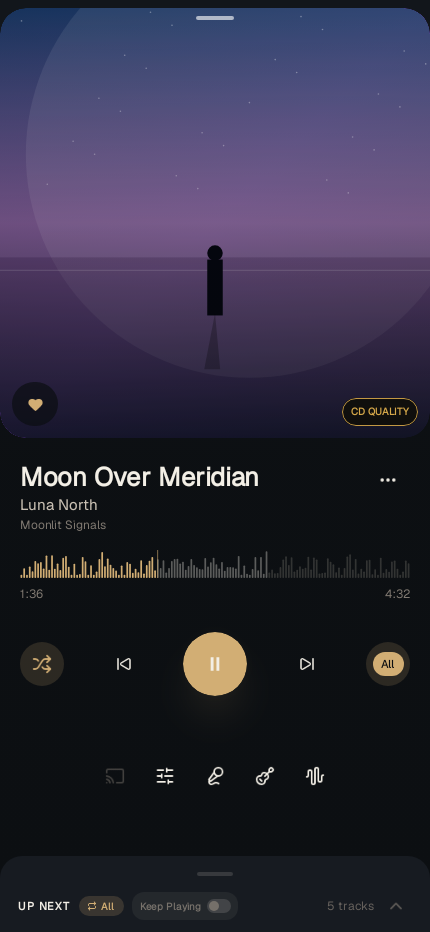 CD QUALITY
Moon Over Meridian
Luna North
Moonlit Signals
1:36
4:32
All
UP NEXT
All
Keep Playing
5 tracks